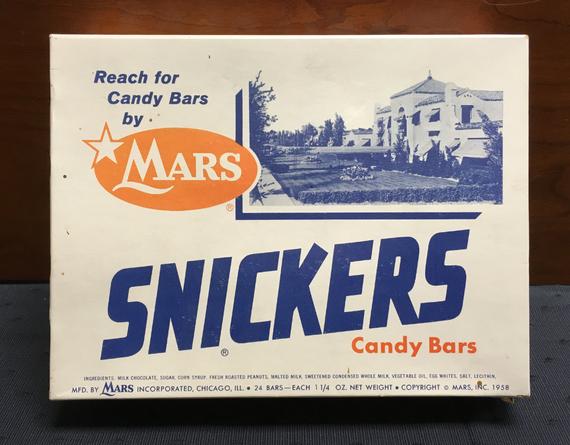 Reach for
Candy Bars
by
MARS
®
SNICKERS
®
Candy Bars
INGREDIENTS: MILK CHOCOLATE, SUGAR, CORN SYRUP, FRESH ROASTED PEANUTS, MALTED MILK, SWEETENED CONDENSED WHOLE MILK, VEGETABLE OIL, EGG WHITES, SALT, LECITHIN,
MFD. BY MARS INCORPORATED, CHICAGO, ILL. • 24 BARS—EACH 1 1/4 OZ. NET WEIGHT • COPYRIGHT © MARS, INC. 1958